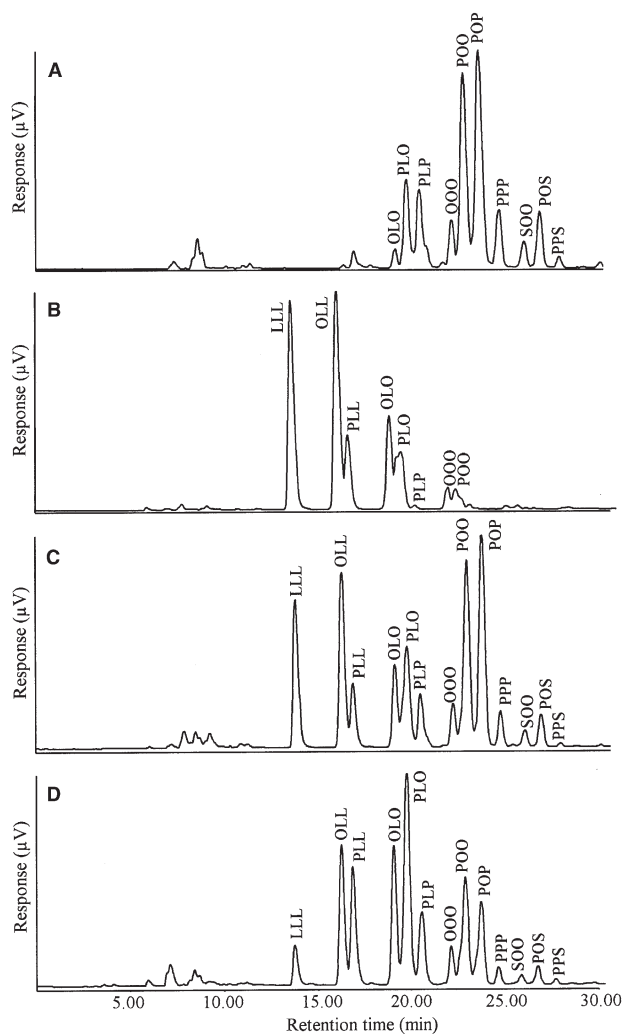 A
Response (µV)
OLO
PLO
PLP
OOO
POO
POP
PPP
SOO
POS
PPS
B
Response (µV)
LLL
OLL
PLL
OLO
PLO
PLP
OOO
POO
C
Response (µV)
LLL
OLL
PLL
OLO
PLO
PLP
OOO
POO
POP
PPP
SOO
POS
PPS
D
Response (µV)
LLL
OLL
PLL
OLO
PLO
PLP
OOO
POO
POP
PPP
SOO
POS
PPS
5.00 10.00 15.00 20.00 25.00 30.00
Retention time (min)